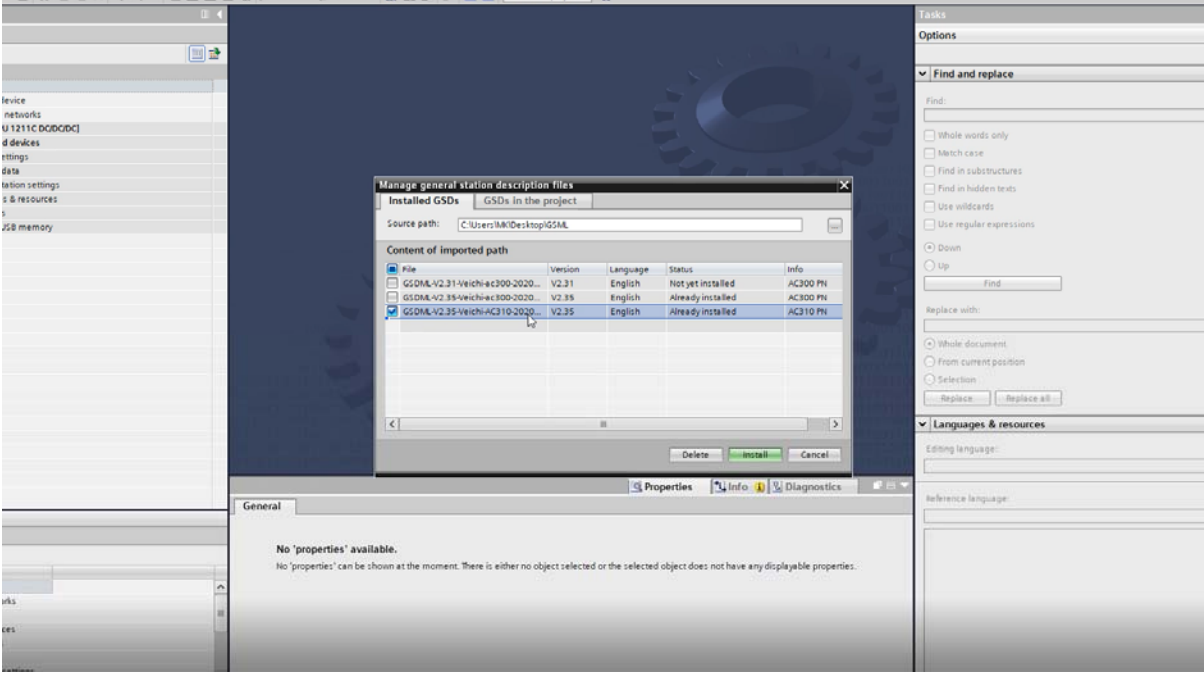 Tasks
Options
Find and replace
Find:
Whole words only
Match case
Find in substructures
Find in hidden texts
Use wildcards
Use regular expressions
Down
Up
Find
Replace with:
Whole document
From current position
Selection
Replace Replace all
Languages & resources
Editing language:
Reference language:
device
networks
U 1211C DC/DC/DC]
d devices
ettings
data
tation settings
s & resources
s
USB memory
Manage general station description files
Installed GSDs GSDs in the project
Source path: C:\Users\MK\Desktop\GSML
Content of imported path
File Version Language Status Info
GSDML-V2.31-Veichi-ac300-2020... V2.31 English Not yet installed AC300 PN
GSDML-V2.35-Veichi-ac300-2020... V2.35 English Already installed AC300 PN
GSDML-V2.35-Veichi-AC310-2020... V2.35 English Already installed AC310 PN
Delete Install Cancel
Properties Info Diagnostics
General
No 'properties' available.
No 'properties' can be shown at the moment. There is either no object selected or the selected object does not have any displayable properties.
orks
ces